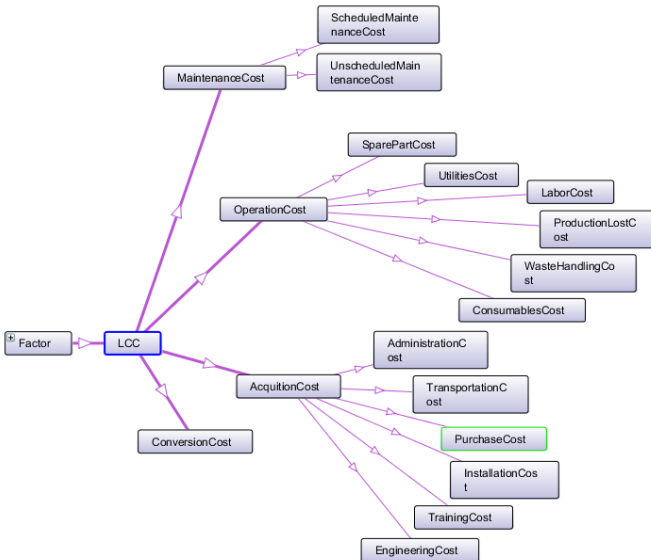 ScheduledMainte
nanceCost
MaintenanceCost
UnscheduledMain
tenanceCost
SparePartCost
UtilitiesCost
LaborCost
OperationCost
ProductionLostC
ost
WasteHandlingCo
st
ConsumablesCost
Factor
LCC
AdministrationC
ost
AcquitionCost
TransportationC
ost
PurchaseCost
ConversionCost
InstallationCos
t
TrainingCost
EngineeringCost